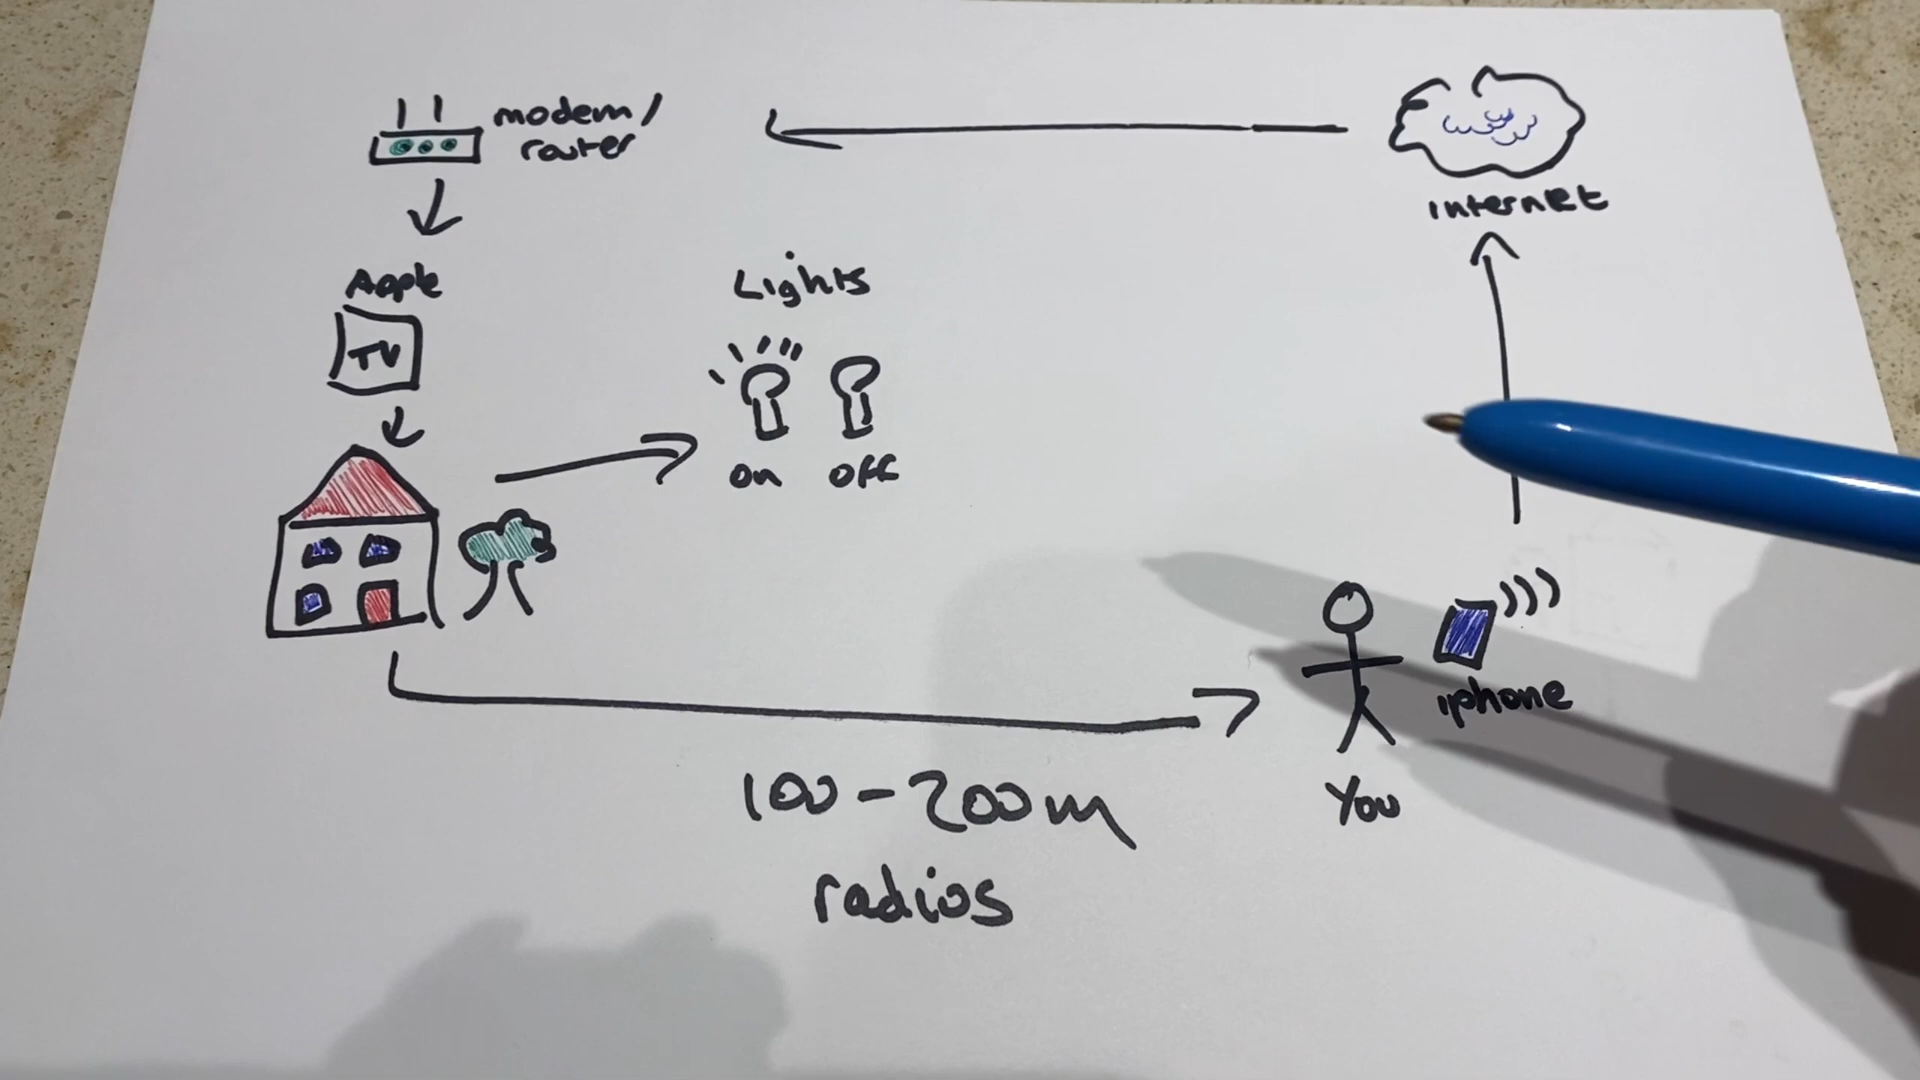 modem/
router
internet
Apple
TV
Lights
on off
iphone
You
100-200m
radios